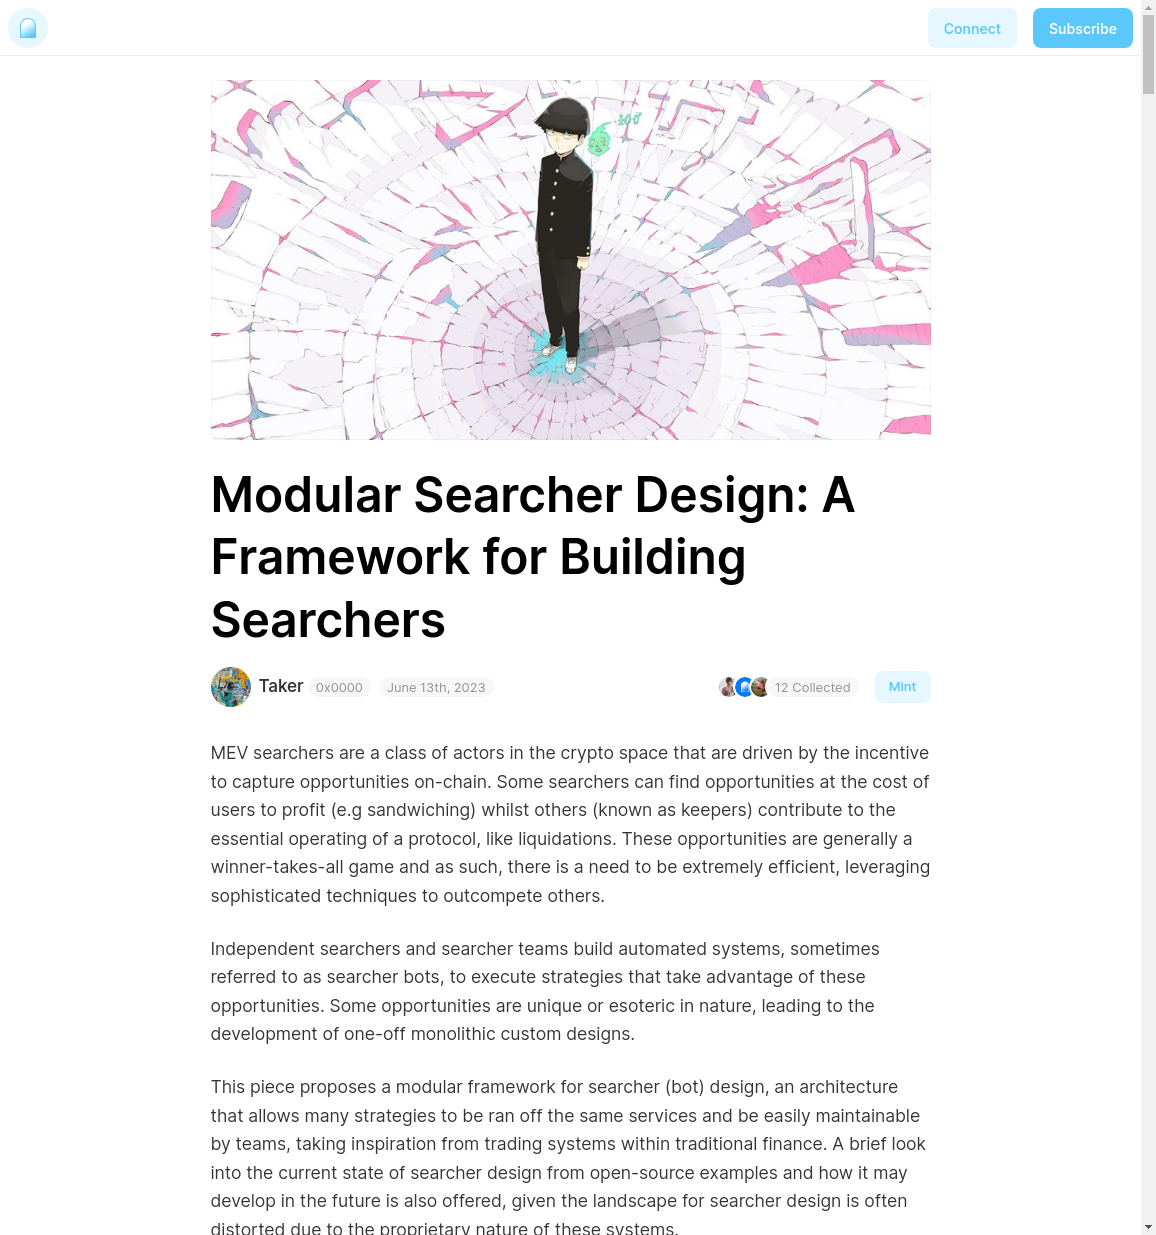 Connect
Subscribe
100
Modular Searcher Design: A
Framework for Building
Searchers
Taker
0x0000
June 13th, 2023
12 Collected
Mint
MEV searchers are a class of actors in the crypto space that are driven by the incentive
to capture opportunities on-chain. Some searchers can find opportunities at the cost of
users to profit (e.g sandwiching) whilst others (known as keepers) contribute to the
essential operating of a protocol, like liquidations. These opportunities are generally a
winner-takes-all game and as such, there is a need to be extremely efficient, leveraging
sophisticated techniques to outcompete others.
Independent searchers and searcher teams build automated systems, sometimes
referred to as searcher bots, to execute strategies that take advantage of these
opportunities. Some opportunities are unique or esoteric in nature, leading to the
development of one-off monolithic custom designs.
This piece proposes a modular framework for searcher (bot) design, an architecture
that allows many strategies to be ran off the same services and be easily maintainable
by teams, taking inspiration from trading systems within traditional finance. A brief look
into the current state of searcher design from open-source examples and how it may
develop in the future is also offered, given the landscape for searcher design is often
distorted due to the proprietary nature of these systems.